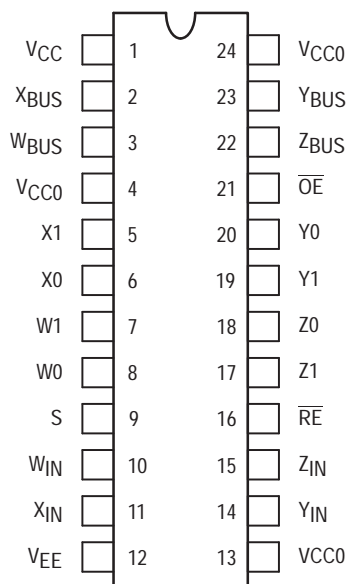 VCC 1 24 VCC0
XBUS 2 23 YBUS
WBUS 3 22 ZBUS
VCC0 4 21 OE
X1 5 20 Y0
X0 6 19 Y1
W1 7 18 Z0
W0 8 17 Z1
S 9 16 RE
WIN 10 15 ZIN
XIN 11 14 YIN
VEE 12 13 VCC0